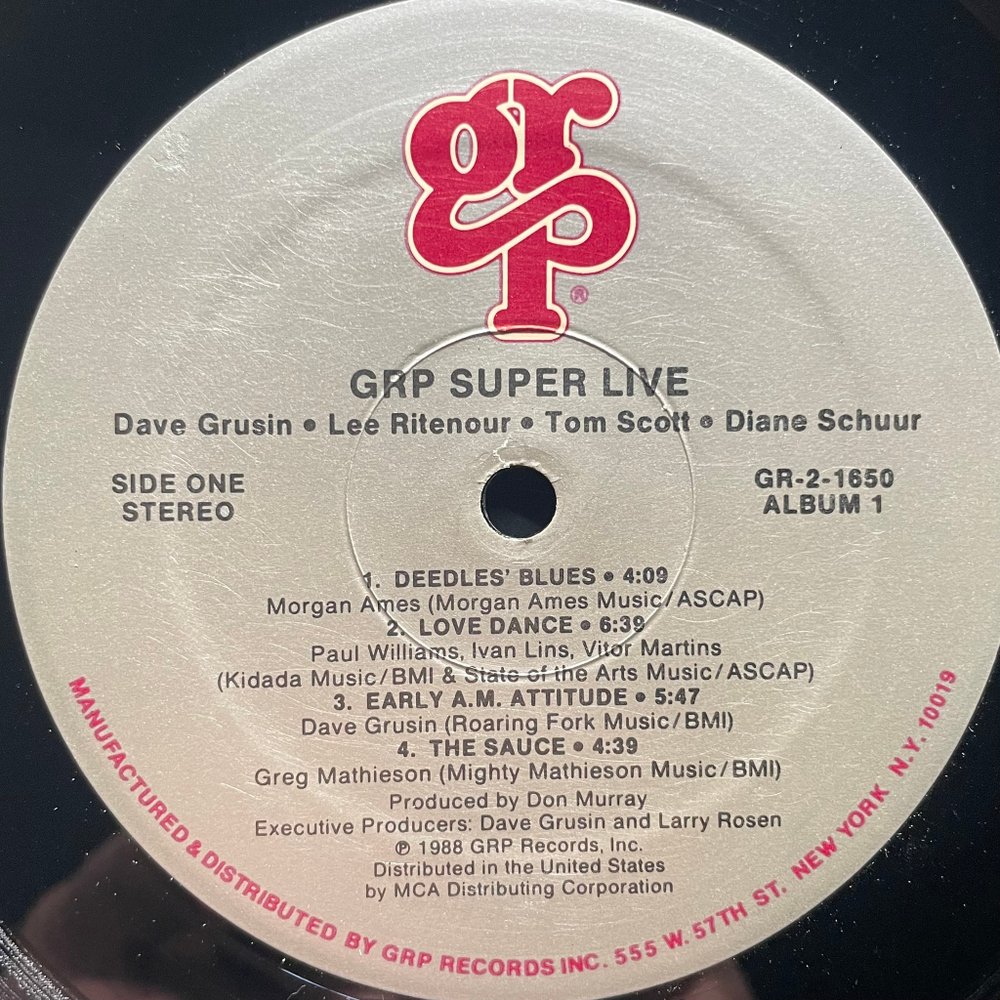 grp
®
GRP SUPER LIVE
Dave Grusin • Lee Ritenour • Tom Scott • Diane Schuur
SIDE ONE
STEREO
GR-2-1650
ALBUM 1
1. DEEDLES' BLUES • 4:09
Morgan Ames (Morgan Ames Music/ASCAP)
2. LOVE DANCE • 6:39
Paul Williams, Ivan Lins, Vitor Martins
(Kidada Music/BMI & State of the Arts Music/ASCAP)
3. EARLY A.M. ATTITUDE • 5:47
Dave Grusin (Roaring Fork Music/BMI)
4. THE SAUCE • 4:39
Greg Mathieson (Mighty Mathieson Music/BMI)
Produced by Don Murray
Executive Producers: Dave Grusin and Larry Rosen
℗ 1988 GRP Records, Inc.
Distributed in the United States
by MCA Distributing Corporation
MANUFACTURED & DISTRIBUTED BY GRP RECORDS INC. 555 W. 57TH ST. NEW YORK N.Y. 10019